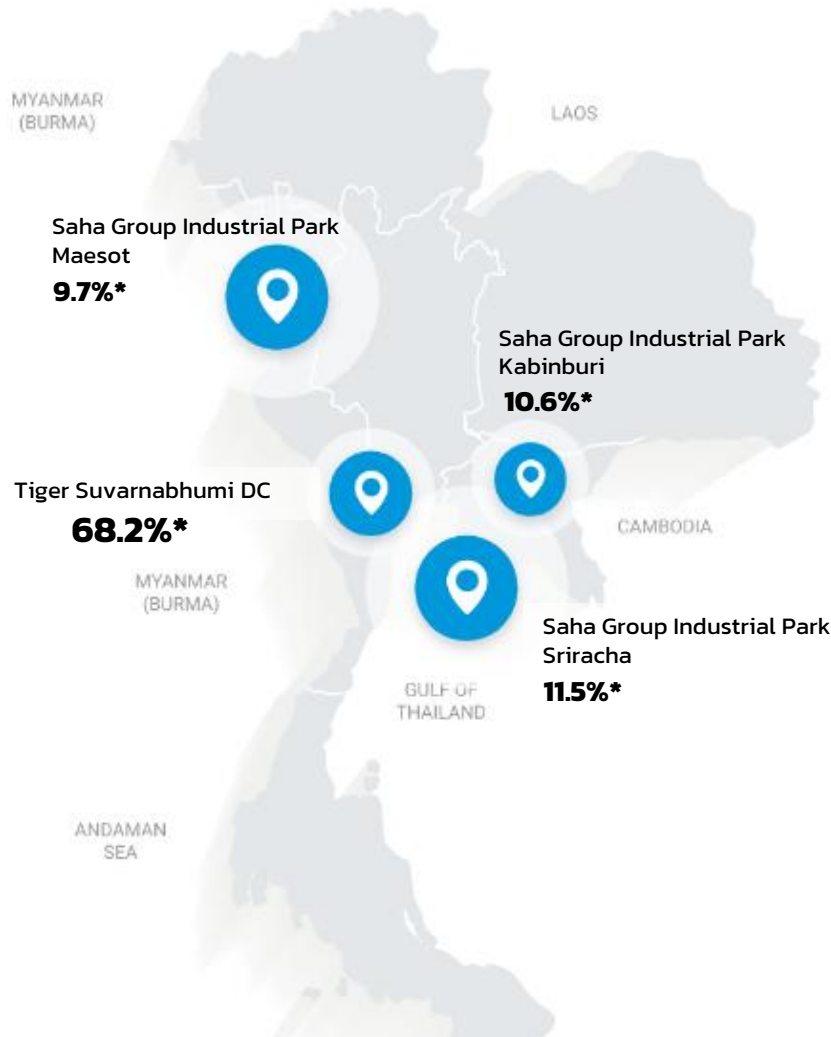 MYANMAR
(BURMA)
LAOS
Saha Group Industrial Park
Maesot
9.7%*
Saha Group Industrial Park
Kabinburi
10.6%*
Tiger Suvarnabhumi DC
68.2%*
CAMBODIA
MYANMAR
(BURMA)
Saha Group Industrial Park
Sriracha
11.5%*
GULF OF
THAILAND
ANDAMAN
SEA